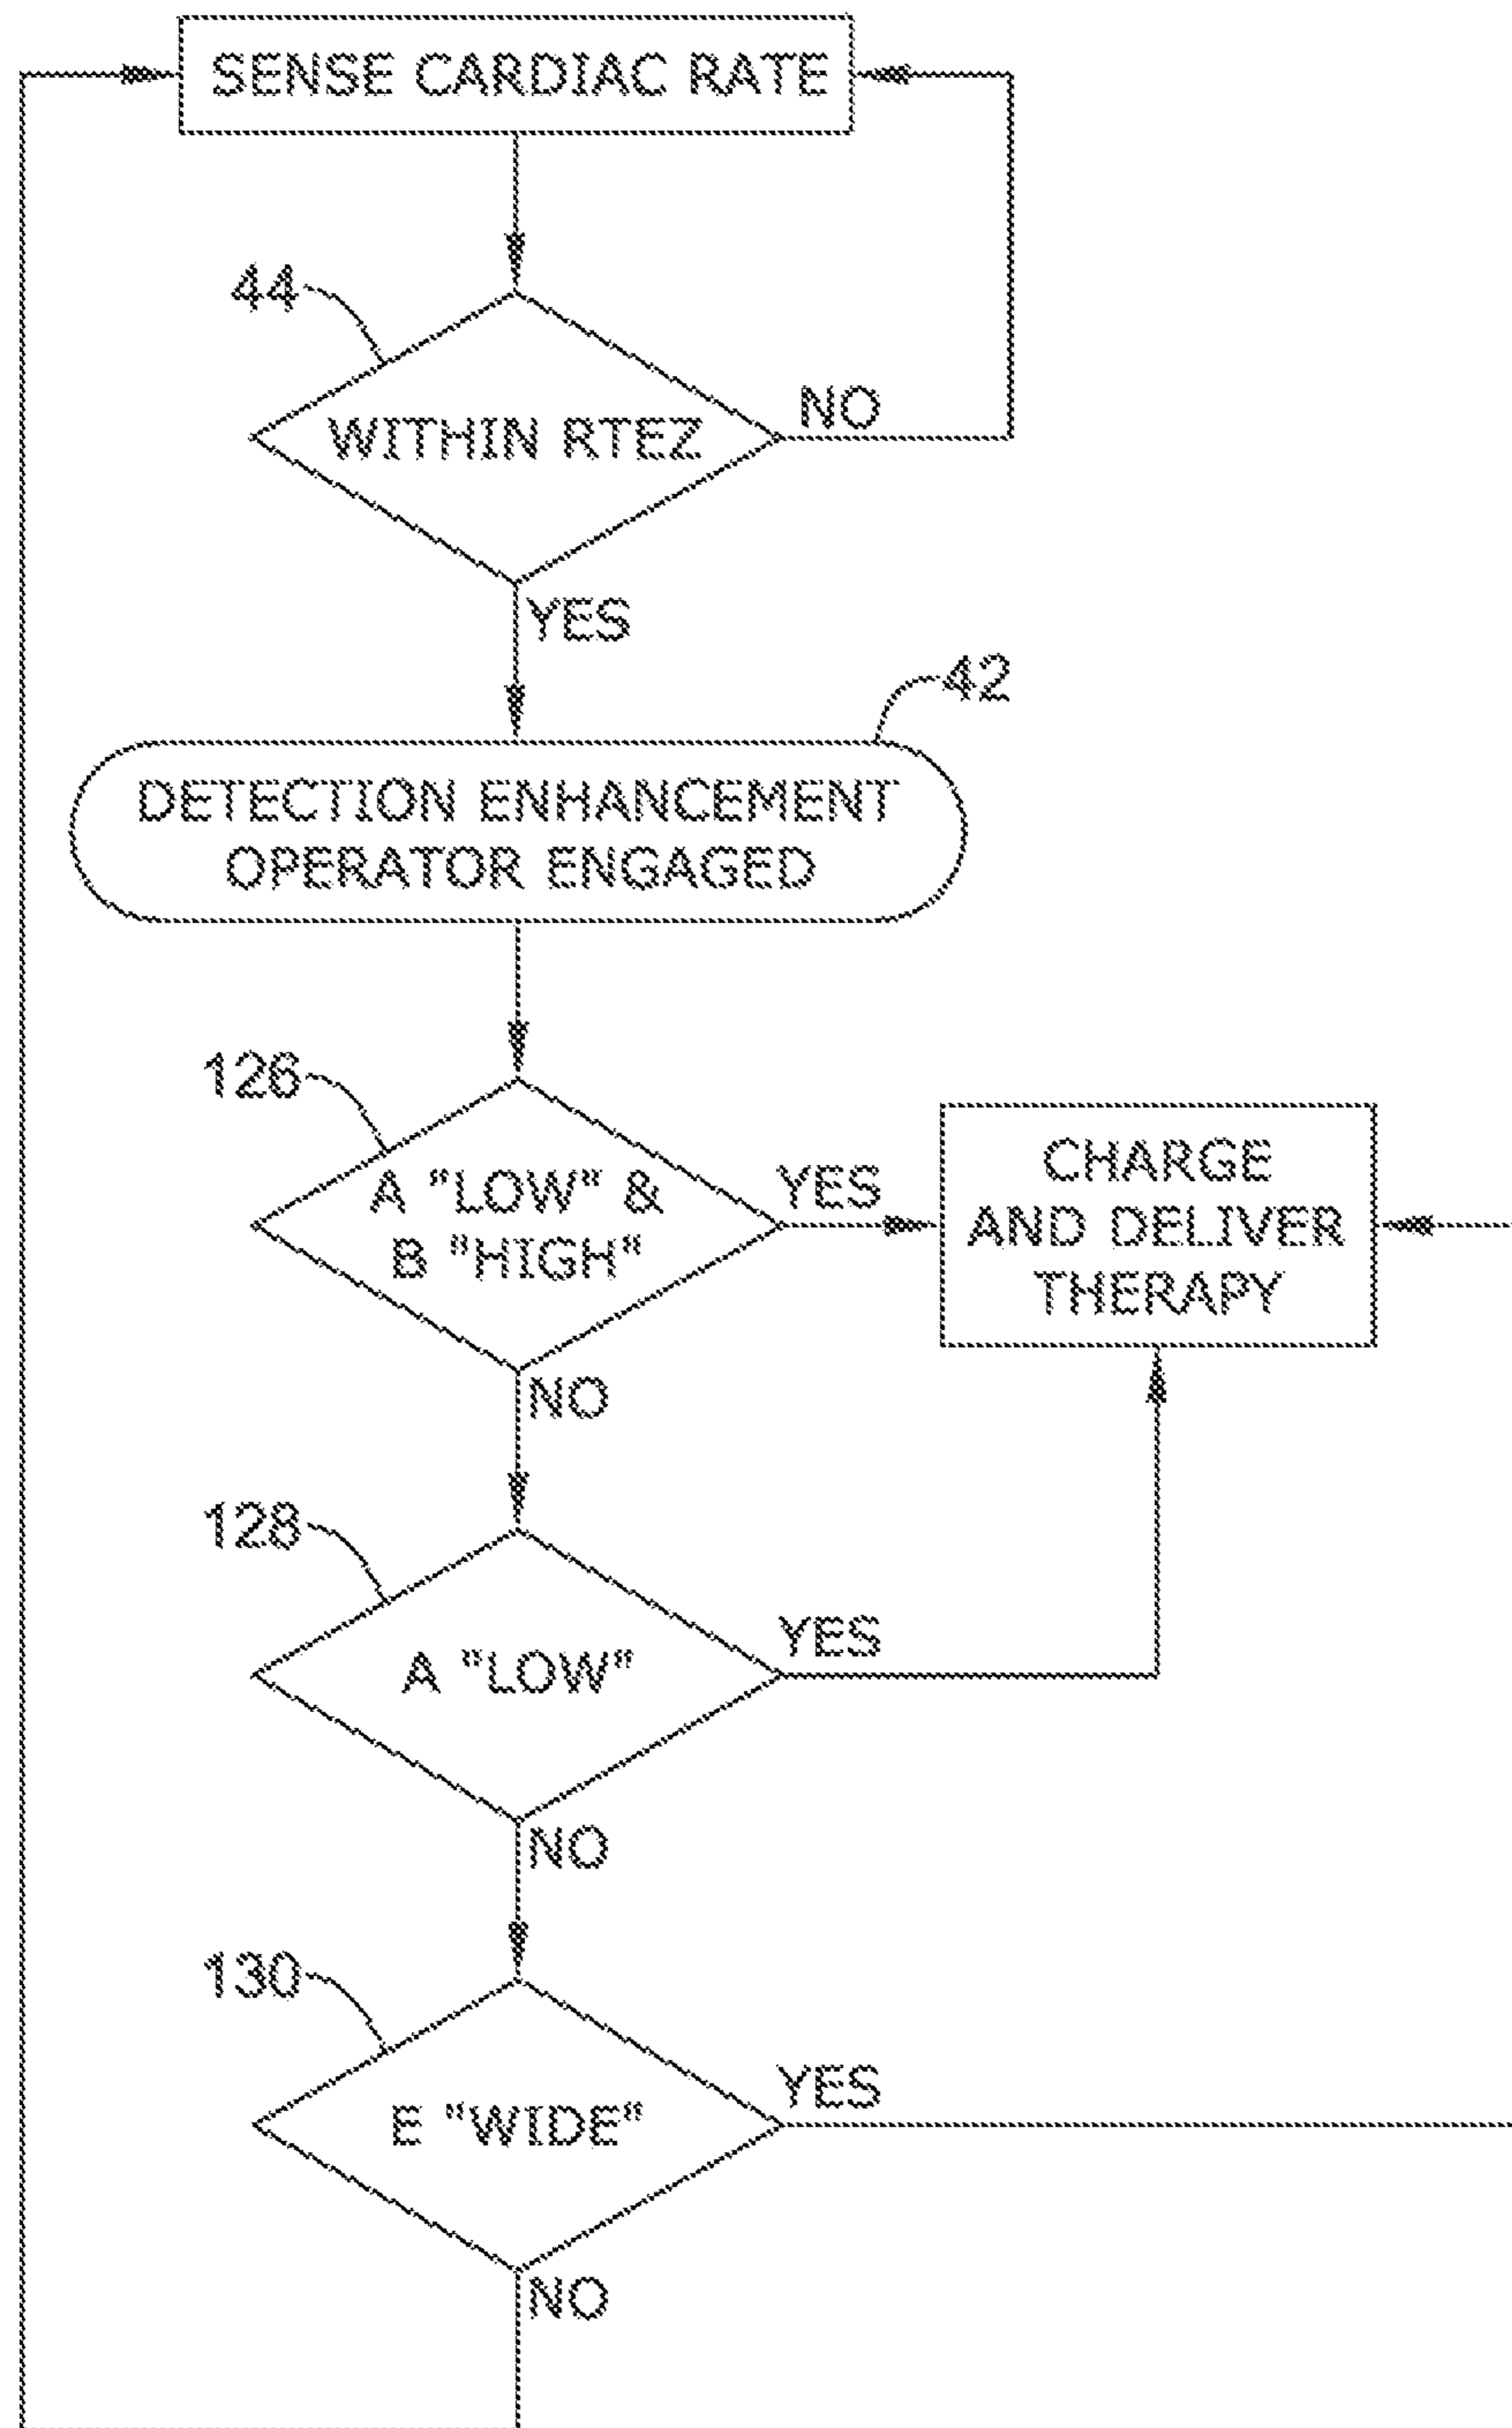 SENSE CARDIAC RATE
44
WITHIN RTEZ
NO
YES
42
DETECTION ENHANCEMENT
OPERATOR ENGAGED
126
A "LOW" &
B "HIGH"
YES
CHARGE
AND DELIVER
THERAPY
NO
128
A "LOW"
YES
NO
130
E "WIDE"
YES
NO